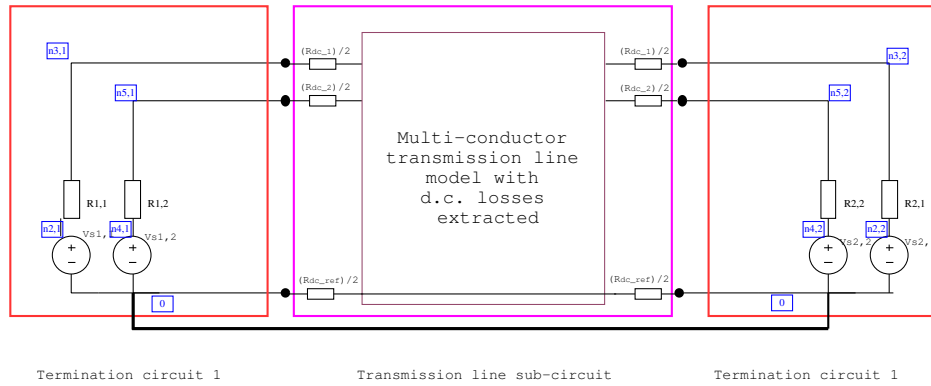 n3,1
(Rdc_1)/2
(Rdc_1)/2
n3,2
n5,1
(Rdc_2)/2
(Rdc_2)/2
n5,2
Multi-conductor
transmission line
model with
d.c. losses
extracted
R1,1
R1,2
R2,2
R2,1
n2,1
Vs1,
n4,1
Vs1,2
n4,2
Vs2,2
n2,2
Vs2,
+
−
+
−
+
−
+
−
(Rdc_ref)/2
(Rdc_ref)/2
0
0
Termination circuit 1
Transmission line sub-circuit
Termination circuit 1